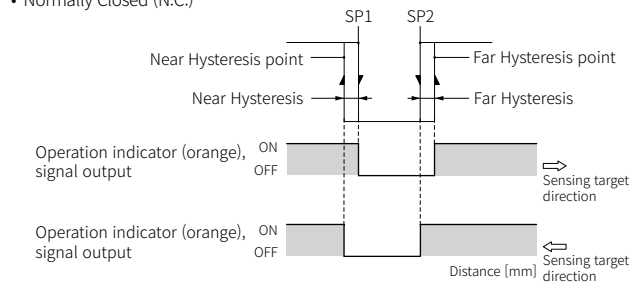 • Normally Closed (N.C.)
SP1 SP2
Near Hysteresis point Far Hysteresis point
Near Hysteresis Far Hysteresis
Operation indicator (orange), ON
signal output OFF
Sensing target
direction
Operation indicator (orange), ON
signal output OFF
Sensing target
Distance [mm] direction